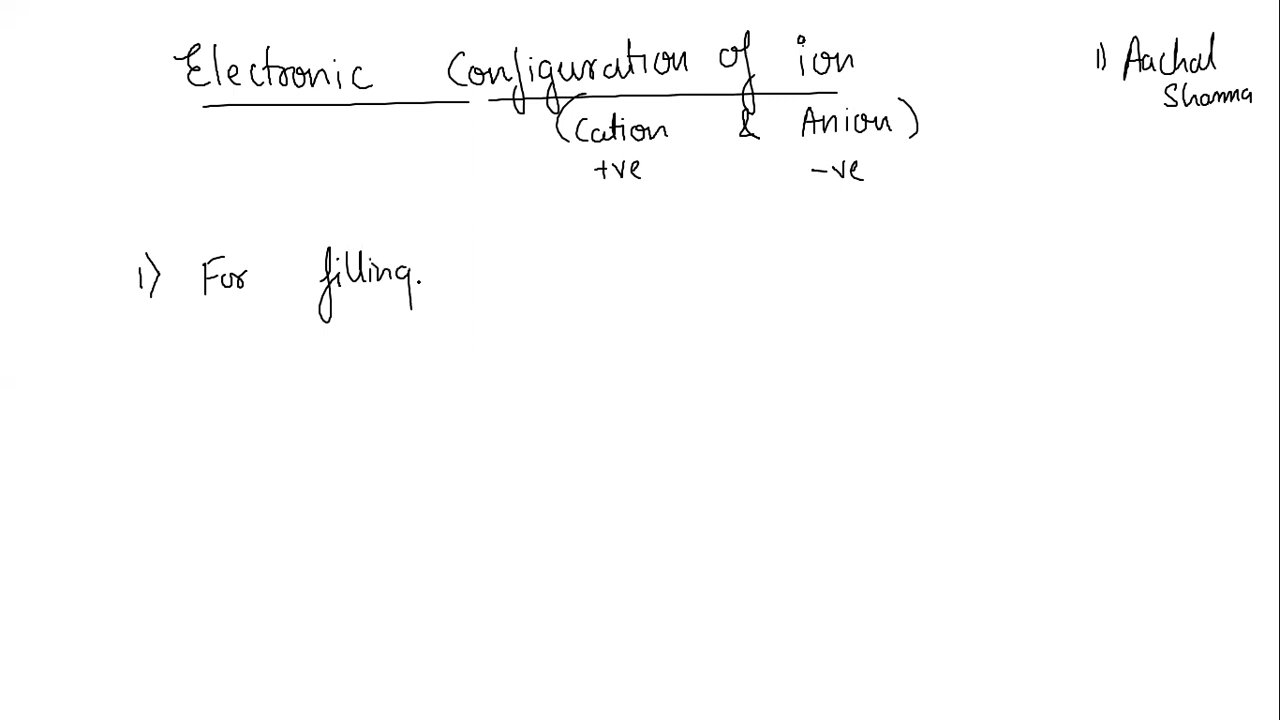 Electronic Configuration of ion
(Cation & Anion)
+ve -ve
1) Aachal
Sharma
1) For filling.